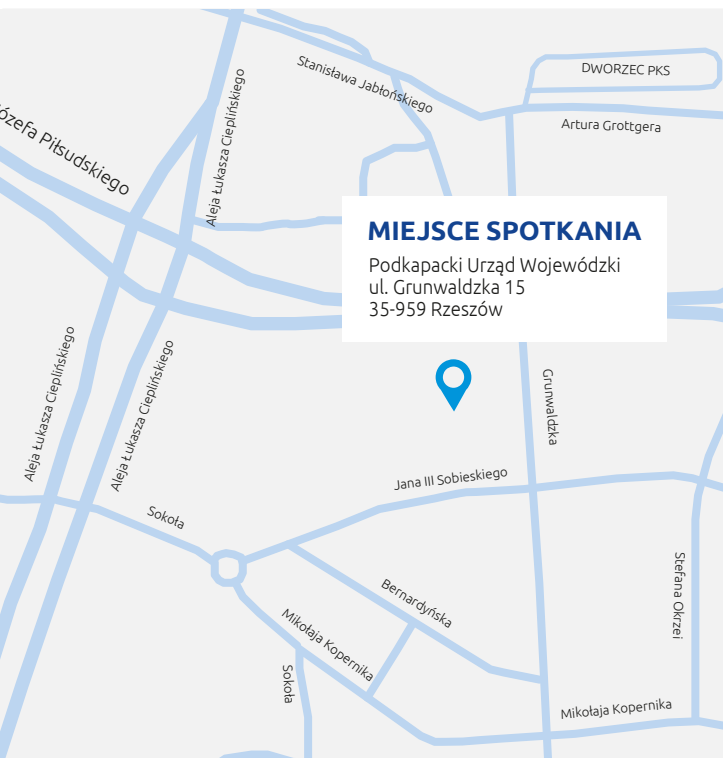 Stanisława Jabłońskiego
DWORZEC PKS
Artura Grottgera
Aleja Łukasza Cieplińskiego
ózefa Piłsudskiego
MIEJSCE SPOTKANIA
Podkapacki Urząd Wojewódzki
ul. Grunwaldzka 15
35-959 Rzeszów
Aleja Łukasza Cieplińskiego
Aleja Łukasza Cieplińskiego
Grunwaldzka
Jana III Sobieskiego
Sokoła
Bernardyńska
Stefana Okrzei
Mikołaja Kopernika
Sokoła
Mikołaja Kopernika